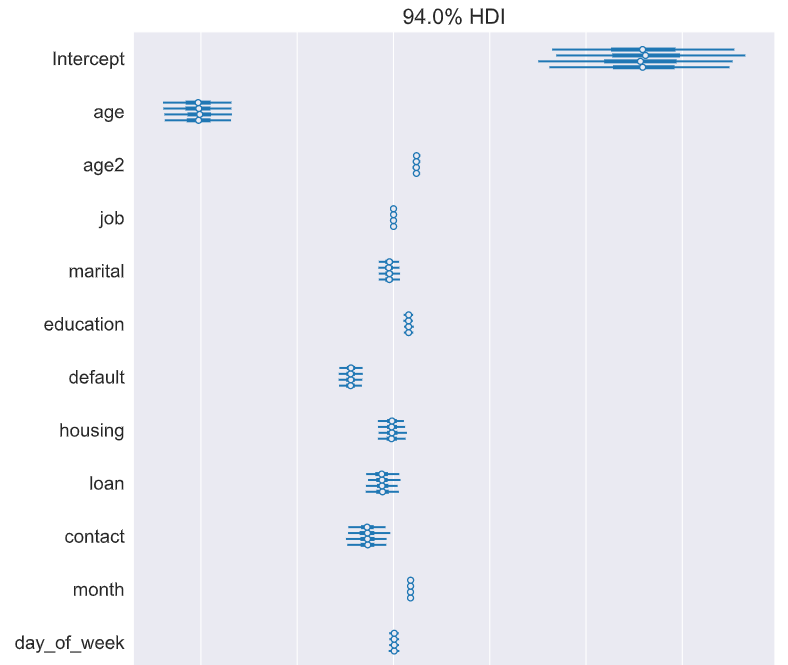 94.0% HDI
Intercept
age
age2
job
marital
education
default
housing
loan
contact
month
day_of_week